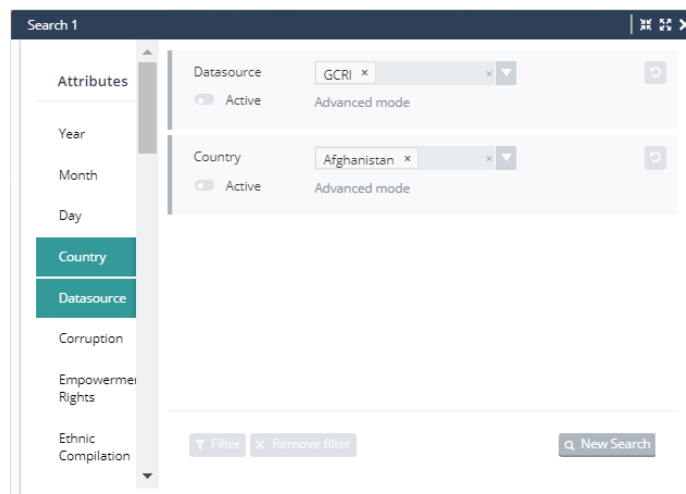 Search 1
Attributes
Year
Month
Day
Country
Datasource
Corruption
Empowermen
Rights
Ethnic
Compilation
Datasource
GCRI ×
Active
Advanced mode
Country
Afghanistan ×
Active
Advanced mode
Filter
× Remove filter
New Search